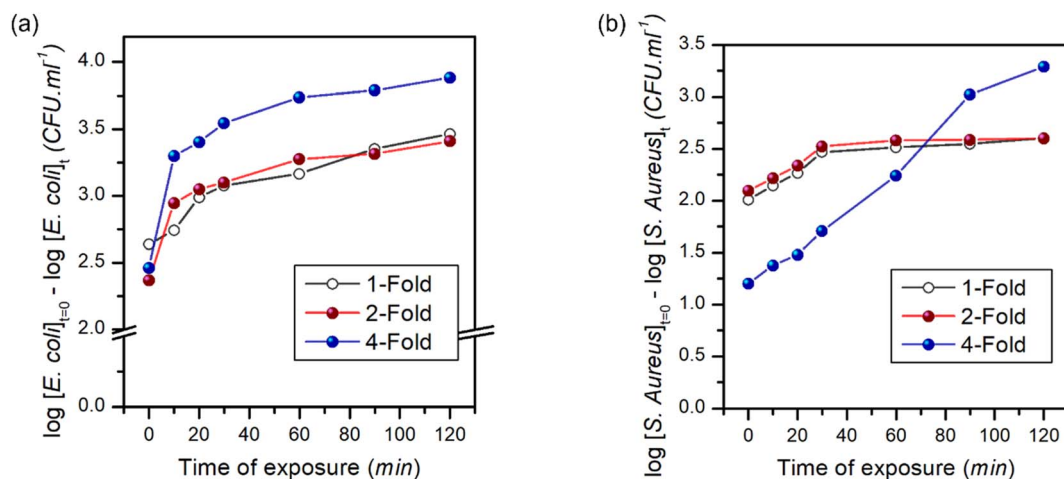 (a)
log [E. coli]t=0 - log [E. coli]t (CFU.ml-1)
4.0
3.5
3.0
2.5
2.0
0.0
1-Fold
2-Fold
4-Fold
0 20 40 60 80 100 120
Time of exposure (min)
(b)
log [S. Aureus]t=0 - log [S. Aureus]t (CFU.ml-1)
3.5
3.0
2.5
2.0
1.5
1.0
0.5
0.0
1-Fold
2-Fold
4-Fold
0 20 40 60 80 100 120
Time of exposure (min)